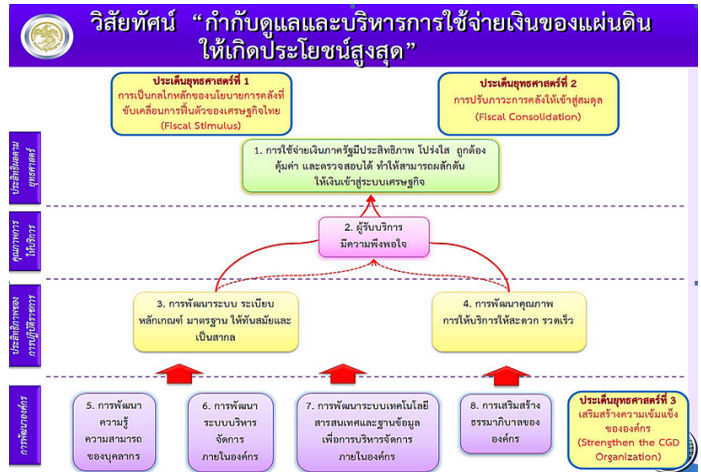 วิสัยทัศน์ “กำกับดูแลและบริหารการใช้จ่ายเงินของแผ่นดิน
ให้เกิดประโยชน์สูงสุด”
ประเด็นยุทธศาสตร์ที่ 1
การเป็นกลไกหลักของนโยบายการคลังที่
ขับเคลื่อนการฟื้นตัวของเศรษฐกิจไทย
(Fiscal Stimulus)
ประเด็นยุทธศาสตร์ที่ 2
การปรับภาวะการคลังให้เข้าสู่สมดุล
(Fiscal Consolidation)
ประสิทธิผลตาม
ยุทธศาสตร์
1. การใช้จ่ายเงินภาครัฐมีประสิทธิภาพ โปร่งใส ถูกต้อง
คุ้มค่า และตรวจสอบได้ ทำให้สามารถผลักดัน
ให้เงินเข้าสู่ระบบเศรษฐกิจ
คุณภาพการ
ให้บริการ
2. ผู้รับบริการ
มีความพึงพอใจ
ประสิทธิภาพของ
การปฏิบัติราชการ
3. การพัฒนาระบบ ระเบียบ
หลักเกณฑ์ มาตรฐาน ให้ทันสมัยและ
เป็นสากล
4. การพัฒนาคุณภาพ
การให้บริการให้สะดวก รวดเร็ว
การพัฒนาองค์กร
5. การพัฒนา
ความรู้
ความสามารถ
ของบุคลากร
6. การพัฒนา
ระบบบริหาร
จัดการ
ภายในองค์กร
7. การพัฒนาระบบเทคโนโลยี
สารสนเทศและฐานข้อมูล
เพื่อการบริหารจัดการ
ภายในองค์กร
8. การเสริมสร้าง
ธรรมาภิบาลของ
องค์กร
ประเด็นยุทธศาสตร์ที่ 3
เสริมสร้างความเข้มแข็ง
ขององค์กร
(Strengthen the CGD
Organization)